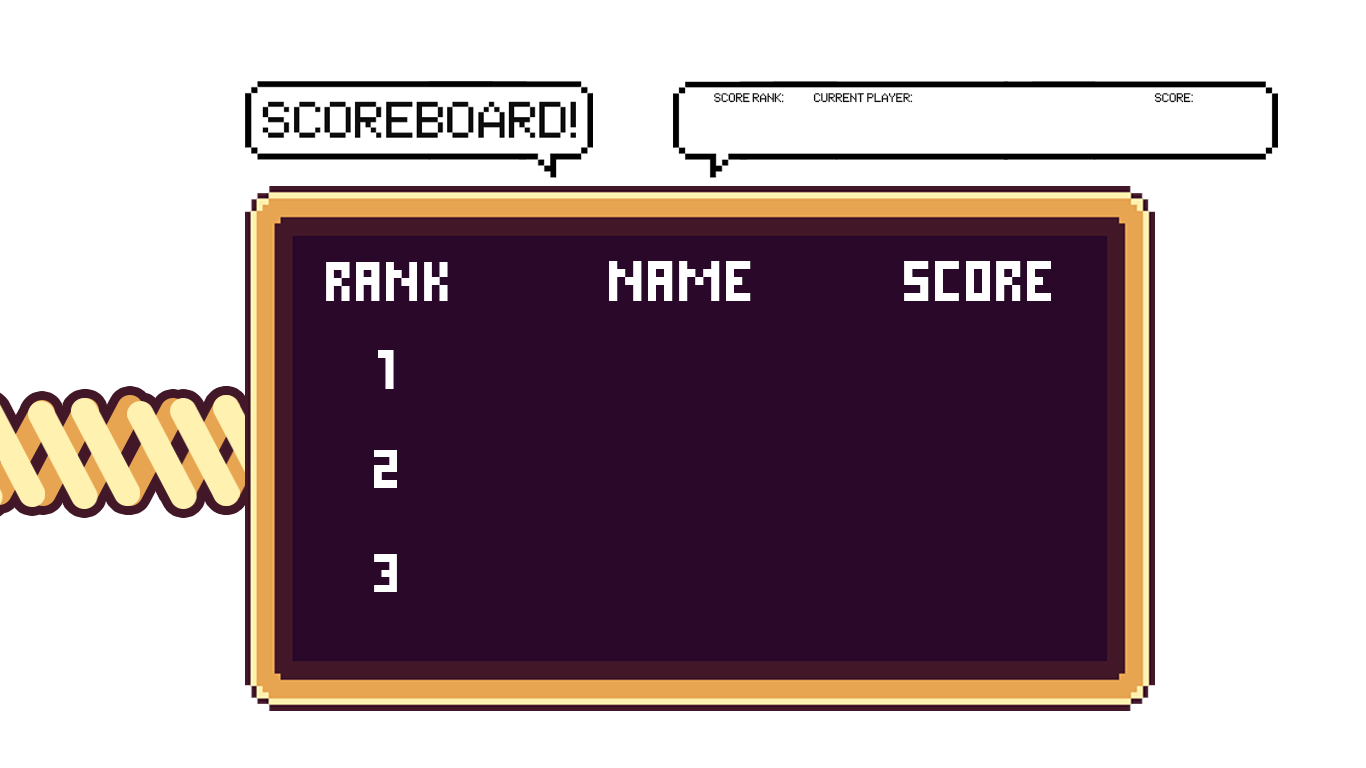 SCOREBOARD!
SCORE RANK: CURRENT PLAYER: SCORE:
RANK NAME SCORE
1
2
3